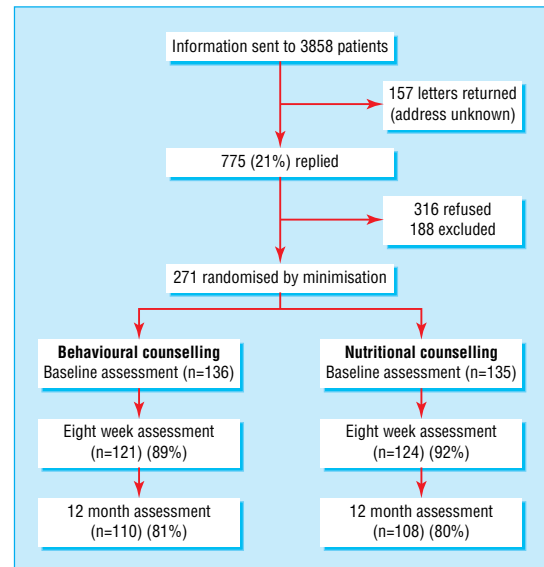 Information sent to 3858 patients
157 letters returned
(address unknown)
775 (21%) replied
316 refused
188 excluded
271 randomised by minimisation
Behavioural counselling
Baseline assessment (n=136)
Nutritional counselling
Baseline assessment (n=135)
Eight week assessment
(n=121) (89%)
Eight week assessment
(n=124) (92%)
12 month assessment
(n=110) (81%)
12 month assessment
(n=108) (80%)